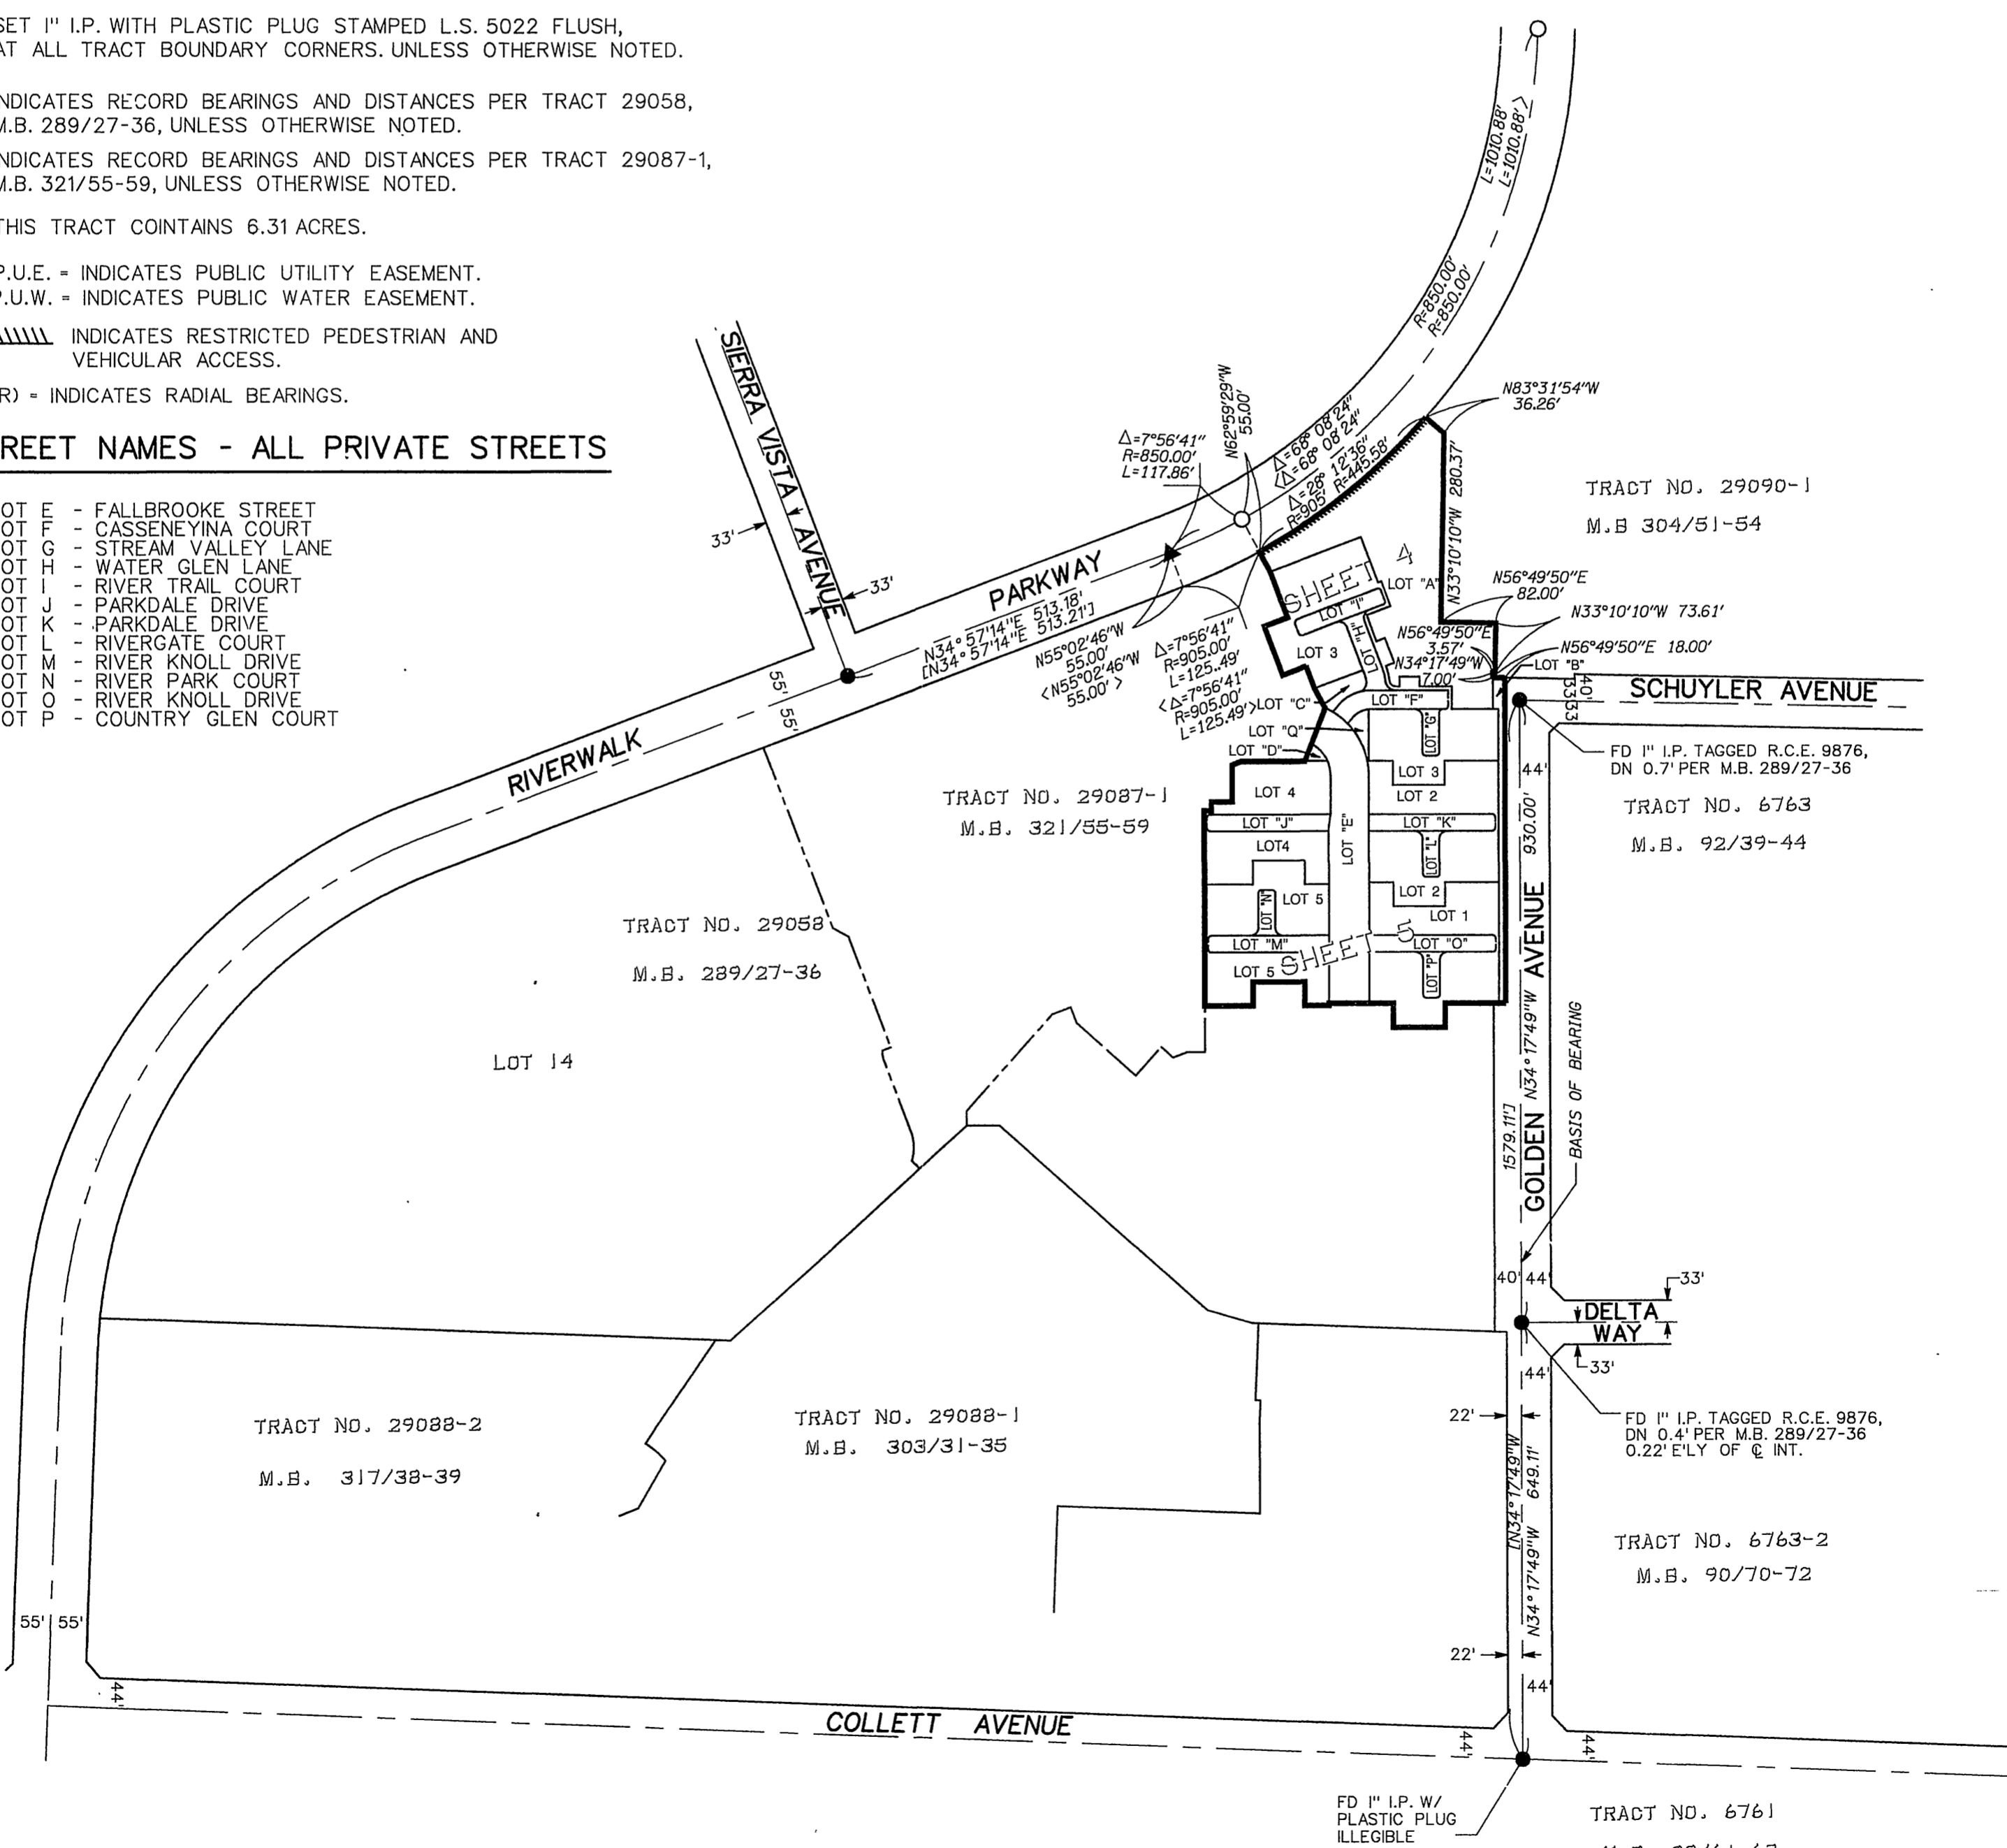 SET 1" I.P. WITH PLASTIC PLUG STAMPED L.S. 5022 FLUSH,
AT ALL TRACT BOUNDARY CORNERS. UNLESS OTHERWISE NOTED.
NDICATES RECORD BEARINGS AND DISTANCES PER TRACT 29058,
M.B. 289/27-36, UNLESS OTHERWISE NOTED.
NDICATES RECORD BEARINGS AND DISTANCES PER TRACT 29087-1,
M.B. 321/55-59, UNLESS OTHERWISE NOTED.
THIS TRACT COINTAINS 6.31 ACRES.
P.U.E. = INDICATES PUBLIC UTILITY EASEMENT.
P.U.W. = INDICATES PUBLIC WATER EASEMENT.
INDICATES RESTRICTED PEDESTRIAN AND
VEHICULAR ACCESS.
R) = INDICATES RADIAL BEARINGS.
REET NAMES - ALL PRIVATE STREETS
OT E - FALLBROOKE STREET
OT F - CASSENEYINA COURT
OT G - STREAM VALLEY LANE
OT H - WATER GLEN LANE
OT I - RIVER TRAIL COURT
OT J - PARKDALE DRIVE
OT K - PARKDALE DRIVE
OT L - RIVERGATE COURT
OT M - RIVER KNOLL DRIVE
OT N - RIVER PARK COURT
OT O - RIVER KNOLL DRIVE
OT P - COUNTRY GLEN COURT
L=1010.88'
L=1010.88'>
R=850.00'
R=850.00'
SIERRA VISTA AVENUE
33'
33'
Δ=7°56'41"
R=850.00'
L=117.86'
N62°59'29"W
55.00'
Δ=68° 08'24"
<Δ=68° 08'24"
Δ=28° 12'36"
R=905' R=445.58'
N83°31'54"W
36.26'
N33°10'10"W 280.37'
TRACT NO. 29090-1
M.B 304/51-54
N56°49'50"E
82.00'
N33°10'10"W 73.61'
N56°49'50"E 18.00'
N56°49'50"E
3.57'
N34°17'49"W
7.00'
LOT "B"
RIVERWALK PARKWAY
N34° 57'14"E 513.18'
[N34° 57'14"E 513.21']
55'
55'
N55°02'46"W
55.00'
<N55°02'46"W
55.00' >
Δ=7°56'41"
R=905.00'
L=125.49'
<Δ=7°56'41"
R=905.00'
L=125.49'>
SHEET 4
LOT "A"
LOT "I"
LOT "H"
LOT 3
LOT "C"
LOT "F"
LOT "Q"
LOT "G"
LOT "D"
LOT 3
LOT 4
LOT 2
LOT "J"
LOT "E"
LOT "K"
LOT4
LOT "L"
LOT 2
LOT "N"
LOT 5
LOT 1
LOT "M"
SHEET 5
LOT "O"
LOT 5
LOT "P"
SCHUYLER AVENUE
40'
33'
33'
FD 1" I.P. TAGGED R.C.E. 9876,
DN 0.7' PER M.B. 289/27-36
44'
TRACT NO. 6763
M.B. 92/39-44
TRACT NO. 29087-1
M.B. 321/55-59
TRACT NO. 29058
M.B. 289/27-36
LOT 14
GOLDEN AVENUE
N34°17'49"W 930.00'
1579.11']
BASIS OF BEARING
40' 44'
33'
DELTA
WAY
33'
44'
FD 1" I.P. TAGGED R.C.E. 9876,
DN 0.4' PER M.B. 289/27-36
0.22' E'LY OF ℄ INT.
22'
[N34°17'49"W
N34°17'49"W 649.11'
22'
44'
TRACT NO. 29088-2
M.B. 317/38-39
TRACT NO. 29088-1
M.B. 303/31-35
TRACT NO. 6763-2
M.B. 90/70-72
55' 55'
44'
COLLETT AVENUE
44'
44'
FD 1" I.P. W/
PLASTIC PLUG
ILLEGIBLE
TRACT NO. 6761